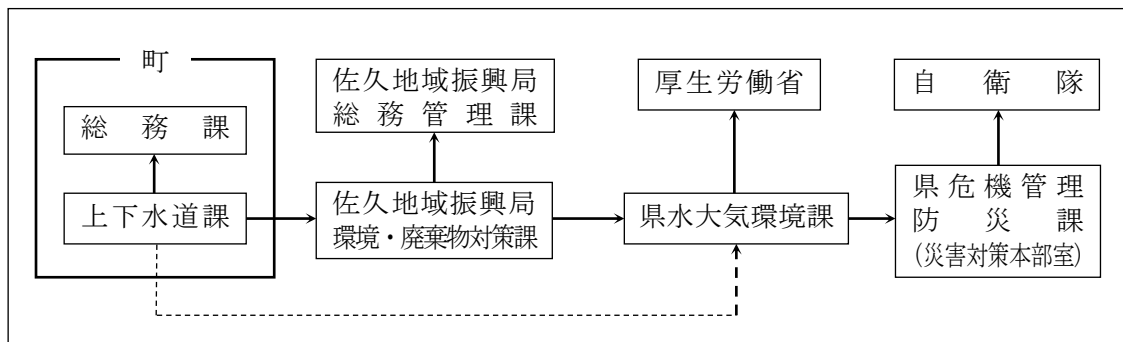 町
総務課
上下水道課
佐久地域振興局
総務管理課
佐久地域振興局
環境・廃棄物対策課
厚生労働省
県水大気環境課
自衛隊
県危機管理
防災課
(災害対策本部室)